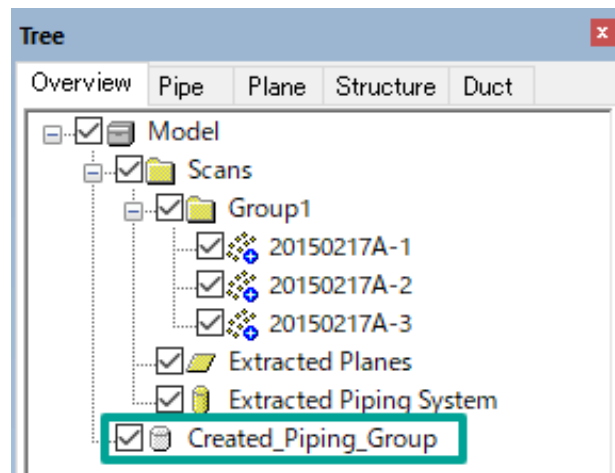 Tree
Overview Pipe Plane Structure Duct
Model
Scans
Group1
20150217A-1
20150217A-2
20150217A-3
Extracted Planes
Extracted Piping System
Created_Piping_Group